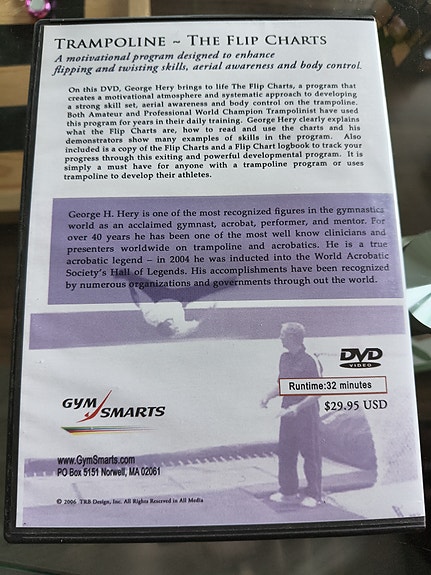 TRAMPOLINE ~ THE FLIP CHARTS
A motivational program designed to enhance
flipping and twisting skills, aerial awareness and body control.
On this DVD, George Hery brings to life The Flip Charts, a program that
creates a motivational atmosphere and systematic approach to developing
a strong skill set, aerial awareness and body control on the trampoline.
Both Amateur and Professional World Champion Trampolinist have used
this program for years in their daily training. George Hery clearly explains
what the Flip Charts are, how to read and use the charts and his
demonstrators show many examples of skills in the program. Also
included is a copy of the Flip Charts and a Flip Chart logbook to track your
progress through this exiting and powerful developmental program. It is
simply a must have for anyone with a trampoline program or uses
trampoline to develop their athletes.
George H. Hery is one of the most recognized figures in the gymnastics
world as an acclaimed gymnast, acrobat, performer, and mentor. For
over 40 years he has been one of the most well know clinicians and
presenters worldwide on trampoline and acrobatics. He is a true
acrobatic legend – in 2004 he was inducted into the World Acrobatic
Society's Hall of Legends. His accomplishments have been recognized
by numerous organizations and governments through out the world.
DVD
VIDEO
Runtime:32 minutes
$29.95 USD
GYM
SMARTS
www.GymSmarts.com
PO Box 5151 Norwell, MA 02061
© 2006 TRB Design, Inc. All Rights Reserved in All Media